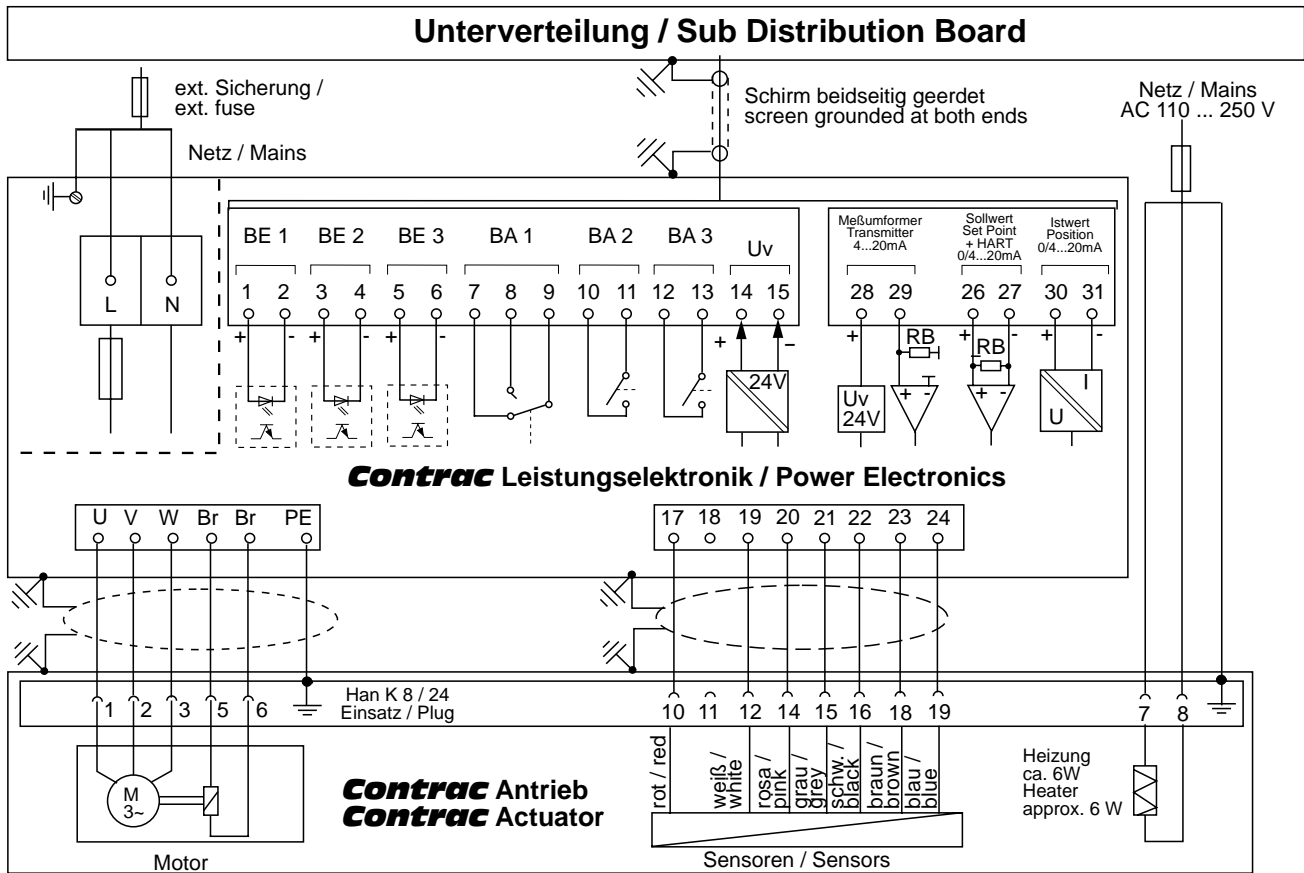 Unterverteilung / Sub Distribution Board
ext. Sicherung /
ext. fuse
Netz / Mains
Schirm beidseitig geerdet
screen grounded at both ends
Netz / Mains
AC 110 ... 250 V
L N
BE 1 BE 2 BE 3 BA 1 BA 2 BA 3 Uv
1 2 3 4 5 6 7 8 9 10 11 12 13 14 15
+ - + - + - + –
24V
Meßumformer
Transmitter
4...20mA
Sollwert
Set Point
+ HART
0/4...20mA
Istwert
Position
0/4...20mA
28 29 26 27 30 31
+ + - + -
RB RB
Uv
24V
+ -
+ -
I
U
Contrac Leistungselektronik / Power Electronics
U V W Br Br PE
17 18 19 20 21 22 23 24
1 2 3 5 6
Han K 8 / 24
Einsatz / Plug
10 11 12 14 15 16 18 19
7 8
rot / red
weiß /
white
rosa /
pink
grau /
grey
schw. /
black
braun /
brown
blau /
blue
Heizung
ca. 6W
Heater
approx. 6 W
M
3~
Contrac Antrieb
Contrac Actuator
Motor
Sensoren / Sensors